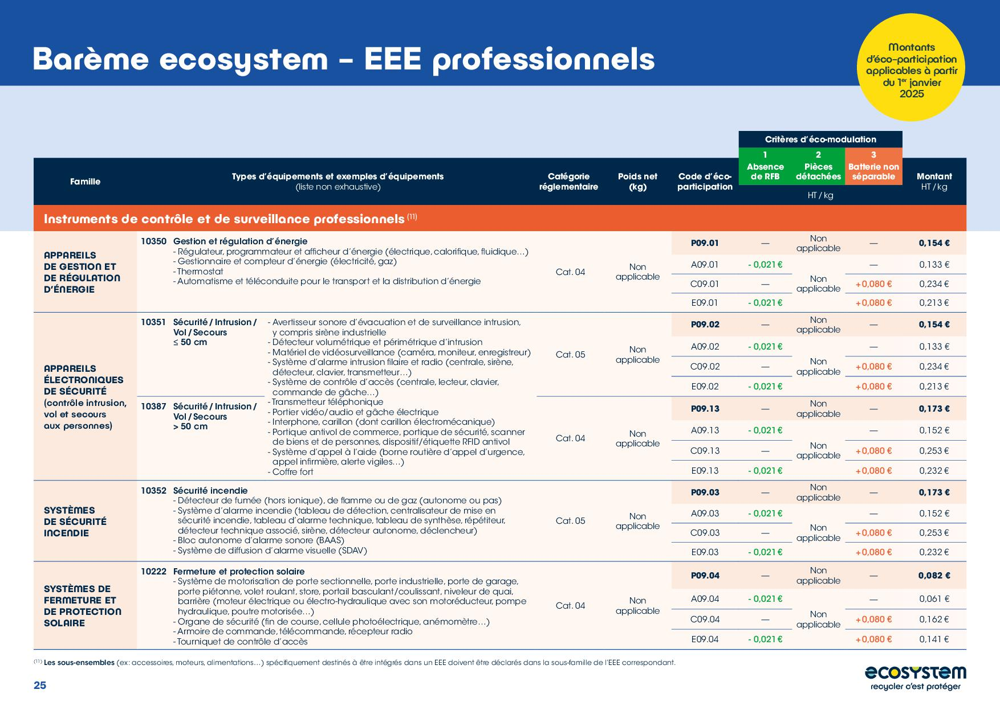 Barème ecosystem – EEE professionnels
Montants
d’éco-participation
applicables à partir
du 1er janvier
2025
Critères d’éco-modulation
Famille
Types d’équipements et exemples d’équipements
(liste non exhaustive)
Catégorie
réglementaire
Poids net
(kg)
Code d’éco-
participation
1
Absence
de RFB
2
Pièces
détachées
3
Batterie non
séparable
HT / kg
Montant
HT / kg
Instruments de contrôle et de surveillance professionnels (11)
APPAREILS
DE GESTION ET
DE RÉGULATION
D’ÉNERGIE
10350 Gestion et régulation d’énergie
- Régulateur, programmateur et afficheur d’énergie (électrique, calorifique, fluidique…)
- Gestionnaire et compteur d’énergie (électricité, gaz)
- Thermostat
- Automatisme et téléconduite pour le transport et la distribution d’énergie
Cat. 04
Non
applicable
P09.01 — Non applicable — 0,154 €
A09.01 - 0,021 € — 0,133 €
Non
applicable
C09.01 — +0,080 € 0,234 €
E09.01 - 0,021 € +0,080 € 0,213 €
APPAREILS
ÉLECTRONIQUES
DE SÉCURITÉ
(contrôle intrusion,
vol et secours
aux personnes)
10351 Sécurité / Intrusion /
Vol / Secours
≤ 50 cm
10387 Sécurité / Intrusion /
Vol / Secours
> 50 cm
- Avertisseur sonore d’évacuation et de surveillance intrusion,
y compris sirène industrielle
- Détecteur volumétrique et périmétrique d’intrusion
- Matériel de vidéosurveillance (caméra, moniteur, enregistreur)
- Système d’alarme intrusion filaire et radio (centrale, sirène,
détecteur, clavier, transmetteur…)
- Système de contrôle d’accès (centrale, lecteur, clavier,
commande de gâche…)
- Transmetteur téléphonique
- Portier vidéo/audio et gâche électrique
- Interphone, carillon (dont carillon électromécanique)
- Portique antivol de commerce, portique de sécurité, scanner
de biens et de personnes, dispositif/étiquette RFID antivol
- Système d’appel à l’aide (borne routière d’appel d’urgence,
appel infirmière, alerte vigiles…)
- Coffre fort
Cat. 05
Non
applicable
P09.02 — Non applicable — 0,154 €
A09.02 - 0,021 € — 0,133 €
Non
applicable
C09.02 — +0,080 € 0,234 €
E09.02 - 0,021 € +0,080 € 0,213 €
Cat. 04
Non
applicable
P09.13 — Non applicable — 0,173 €
A09.13 - 0,021 € — 0,152 €
Non
applicable
C09.13 — +0,080 € 0,253 €
E09.13 - 0,021 € +0,080 € 0,232 €
SYSTÈMES
DE SÉCURITÉ
INCENDIE
10352 Sécurité incendie
- Détecteur de fumée (hors ionique), de flamme ou de gaz (autonome ou pas)
- Système d’alarme incendie (tableau de détection, centralisateur de mise en
sécurité incendie, tableau d’alarme technique, tableau de synthèse, répétiteur,
détecteur technique associé, sirène, détecteur autonome, déclencheur)
- Bloc autonome d’alarme sonore (BAAS)
- Système de diffusion d’alarme visuelle (SDAV)
Cat. 05
Non
applicable
P09.03 — Non applicable — 0,173 €
A09.03 - 0,021 € — 0,152 €
Non
applicable
C09.03 — +0,080 € 0,253 €
E09.03 - 0,021 € +0,080 € 0,232 €
SYSTÈMES DE
FERMETURE ET
DE PROTECTION
SOLAIRE
10222 Fermeture et protection solaire
- Système de motorisation de porte sectionnelle, porte industrielle, porte de garage,
porte piétonne, volet roulant, store, portail basculant/coulissant, niveleur de quai,
barrière (moteur électrique ou électro-hydraulique avec son motoréducteur, pompe
hydraulique, poutre motorisée…)
- Organe de sécurité (fin de course, cellule photoélectrique, anémomètre…)
- Armoire de commande, télécommande, récepteur radio
- Tourniquet de contrôle d’accès
Cat. 04
Non
applicable
P09.04 — Non applicable — 0,082 €
A09.04 - 0,021 € — 0,061 €
Non
applicable
C09.04 — +0,080 € 0,162 €
E09.04 - 0,021 € +0,080 € 0,141 €
(11) Les sous-ensembles (ex: accessoires, moteurs, alimentations…) spécifiquement destinés à être intégrés dans un EEE doivent être déclarés dans la sous-famille de l’EEE correspondant.
25
ecosystem
recycler c’est protéger